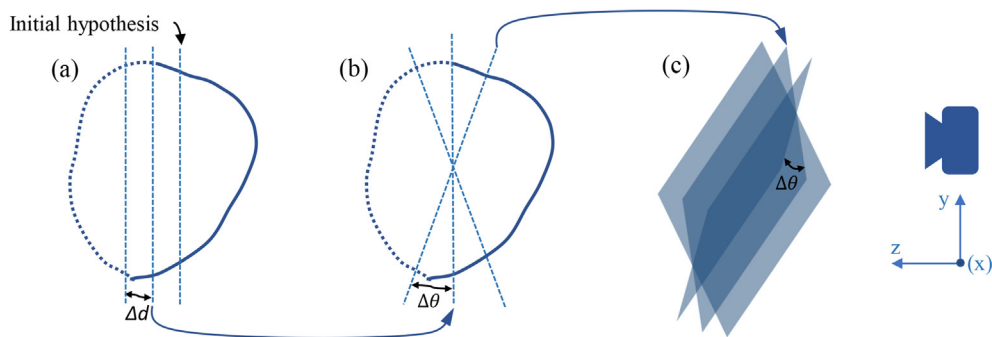 Initial hypothesis
(a)
(b)
(c)
Δθ
y
z
(x)
Δd
Δθ